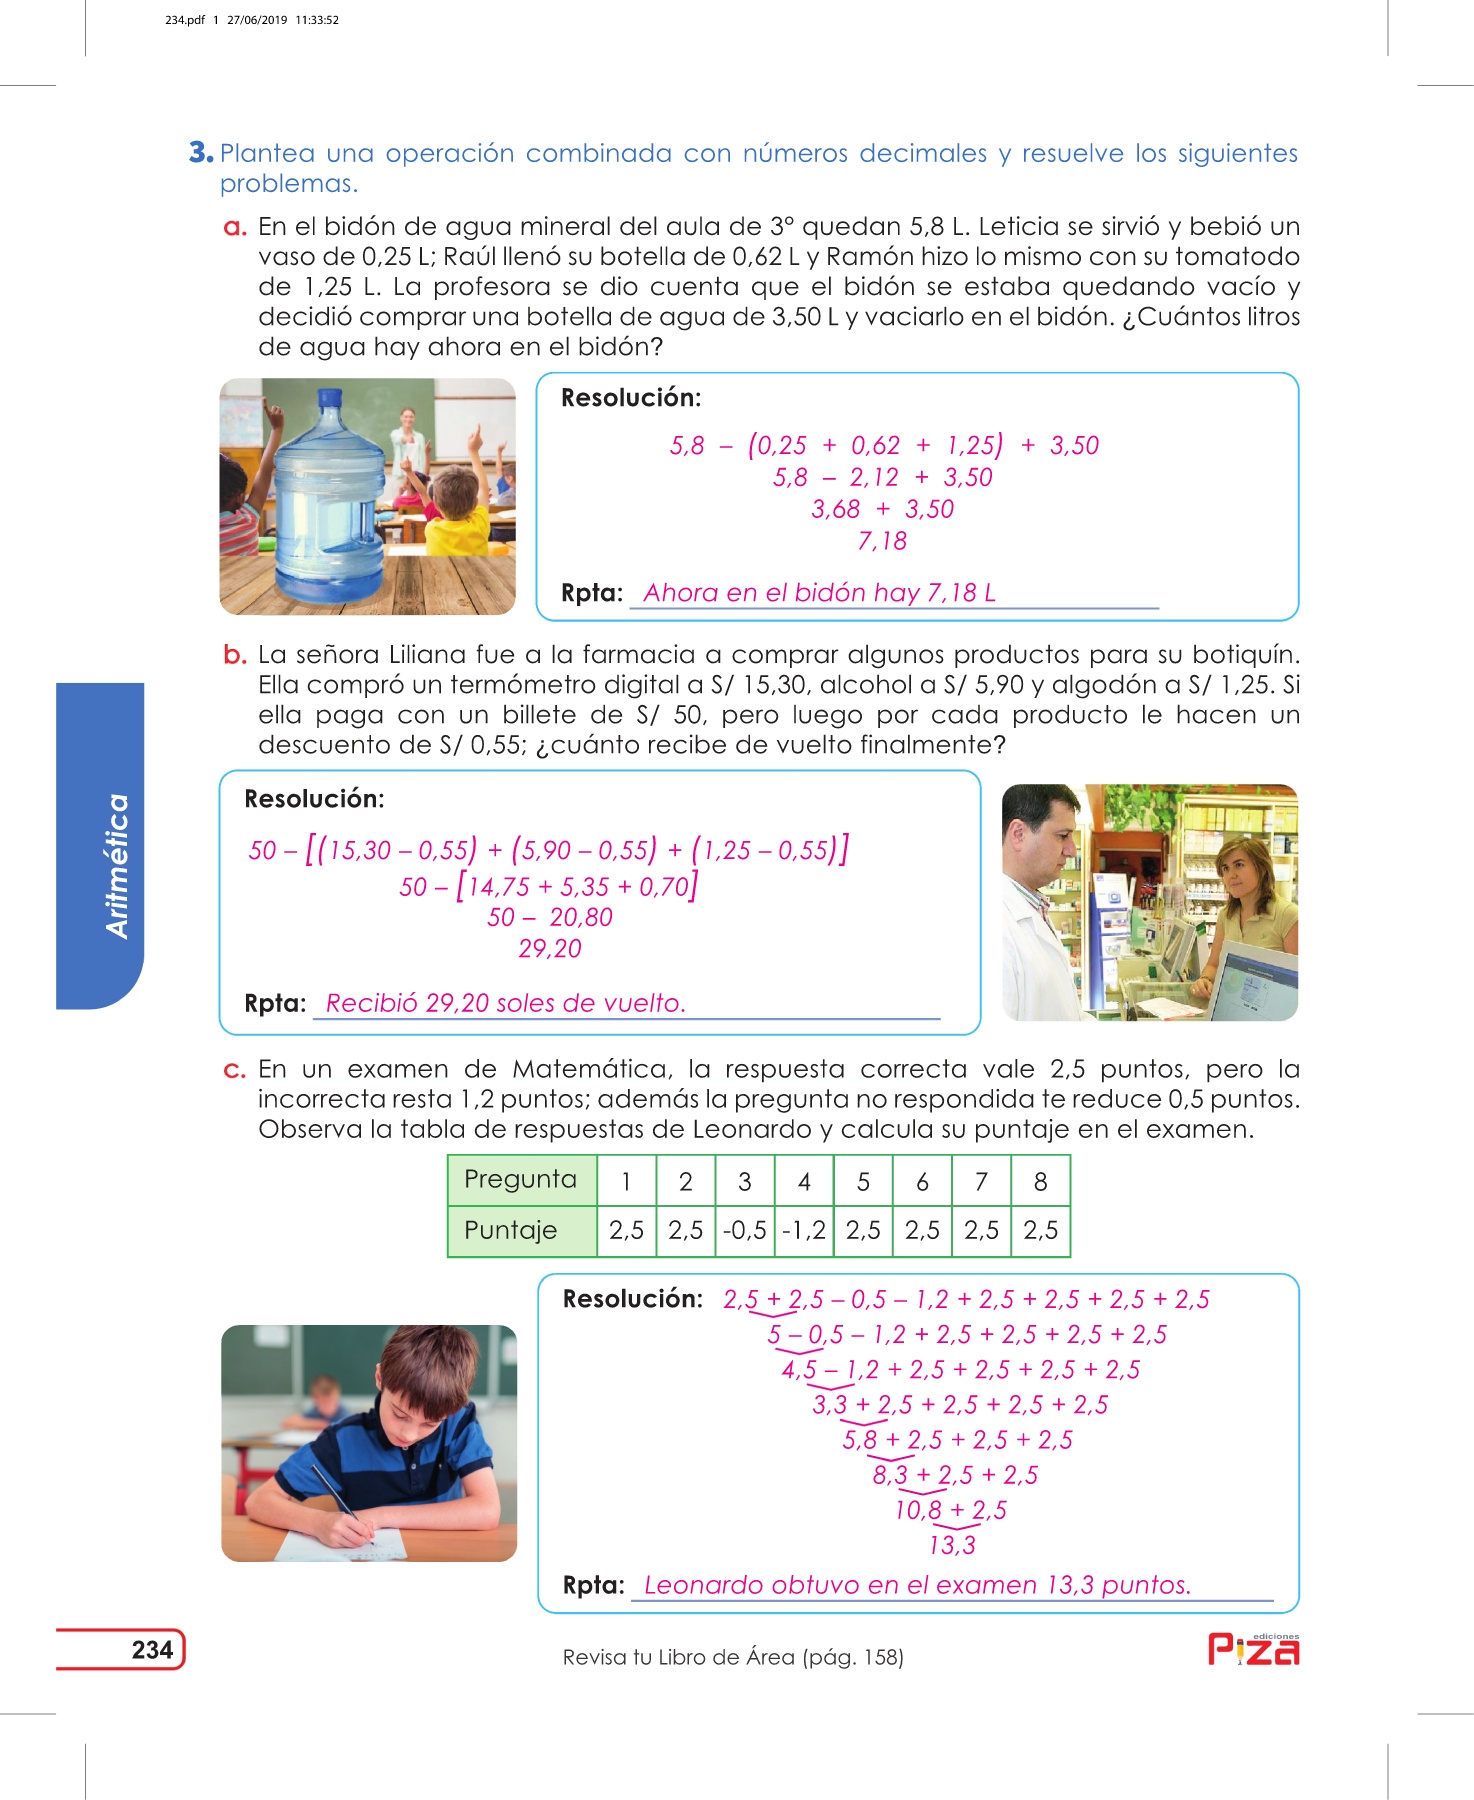 234.pdf 1 27/06/2019 11:33:52
3. Plantea una operación combinada con números decimales y resuelve los siguientes
problemas.
a. En el bidón de agua mineral del aula de 3° quedan 5,8 L. Leticia se sirvió y bebió un
vaso de 0,25 L; Raúl llenó su botella de 0,62 L y Ramón hizo lo mismo con su tomatodo
de 1,25 L. La profesora se dio cuenta que el bidón se estaba quedando vacío y
decidió comprar una botella de agua de 3,50 L y vaciarlo en el bidón. ¿Cuántos litros
de agua hay ahora en el bidón?
Resolución:
5,8 – (0,25 + 0,62 + 1,25) + 3,50
5,8 – 2,12 + 3,50
3,68 + 3,50
7,18
Rpta: Ahora en el bidón hay 7,18 L
b. La señora Liliana fue a la farmacia a comprar algunos productos para su botiquín.
Ella compró un termómetro digital a S/ 15,30, alcohol a S/ 5,90 y algodón a S/ 1,25. Si
ella paga con un billete de S/ 50, pero luego por cada producto le hacen un
descuento de S/ 0,55; ¿cuánto recibe de vuelto finalmente?
Resolución:
50 – [(15,30 – 0,55) + (5,90 – 0,55) + (1,25 – 0,55)]
50 – [14,75 + 5,35 + 0,70]
50 – 20,80
29,20
Rpta: Recibió 29,20 soles de vuelto.
Aritmética
c. En un examen de Matemática, la respuesta correcta vale 2,5 puntos, pero la
incorrecta resta 1,2 puntos; además la pregunta no respondida te reduce 0,5 puntos.
Observa la tabla de respuestas de Leonardo y calcula su puntaje en el examen.
Pregunta 1 2 3 4 5 6 7 8
Puntaje 2,5 2,5 -0,5 -1,2 2,5 2,5 2,5 2,5
Resolución: 2,5 + 2,5 – 0,5 – 1,2 + 2,5 + 2,5 + 2,5 + 2,5
5 – 0,5 – 1,2 + 2,5 + 2,5 + 2,5 + 2,5
4,5 – 1,2 + 2,5 + 2,5 + 2,5 + 2,5
3,3 + 2,5 + 2,5 + 2,5 + 2,5
5,8 + 2,5 + 2,5 + 2,5
8,3 + 2,5 + 2,5
10,8 + 2,5
13,3
Rpta: Leonardo obtuvo en el examen 13,3 puntos.
234
Revisa tu Libro de Área (pág. 158)
ediciones
Piza